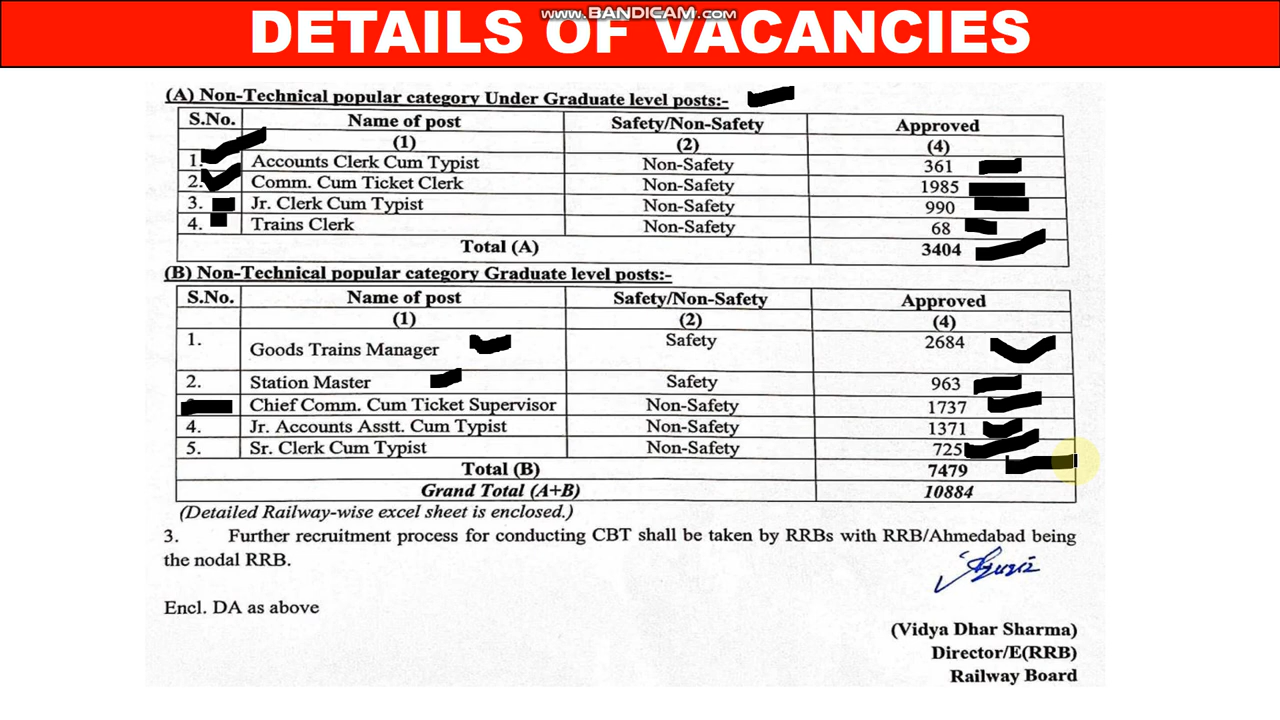 www.BANDICAM.com
DETAILS OF VACANCIES
(A) Non-Technical popular category Under Graduate level posts:-
S.No. Name of post Safety/Non-Safety Approved
(1) (2) (4)
1. Accounts Clerk Cum Typist Non-Safety 361
2. Comm. Cum Ticket Clerk Non-Safety 1985
3. Jr. Clerk Cum Typist Non-Safety 990
4. Trains Clerk Non-Safety 68
Total (A) 3404
(B) Non-Technical popular category Graduate level posts:-
S.No. Name of post Safety/Non-Safety Approved
(1) (2) (4)
1. Goods Trains Manager Safety 2684
2. Station Master Safety 963
Chief Comm. Cum Ticket Supervisor Non-Safety 1737
4. Jr. Accounts Asstt. Cum Typist Non-Safety 1371
5. Sr. Clerk Cum Typist Non-Safety 725
Total (B) 7479
Grand Total (A+B) 10884
(Detailed Railway-wise excel sheet is enclosed.)
3. Further recruitment process for conducting CBT shall be taken by RRBs with RRB/Ahmedabad being
the nodal RRB.
Encl. DA as above
(Vidya Dhar Sharma)
Director/E(RRB)
Railway Board